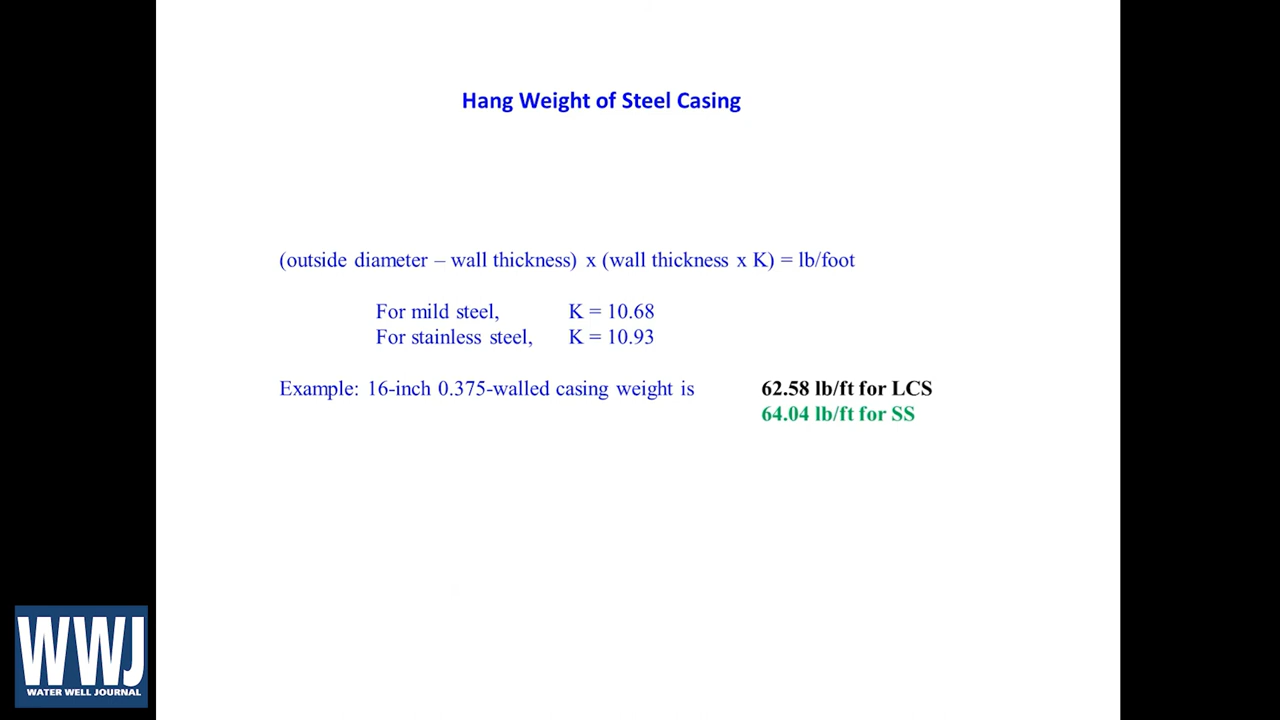 Hang Weight of Steel Casing
(outside diameter – wall thickness) x (wall thickness x K) = lb/foot
For mild steel, K = 10.68
For stainless steel, K = 10.93
Example: 16-inch 0.375-walled casing weight is 62.58 lb/ft for LCS
64.04 lb/ft for SS
WWJ
WATER WELL JOURNAL